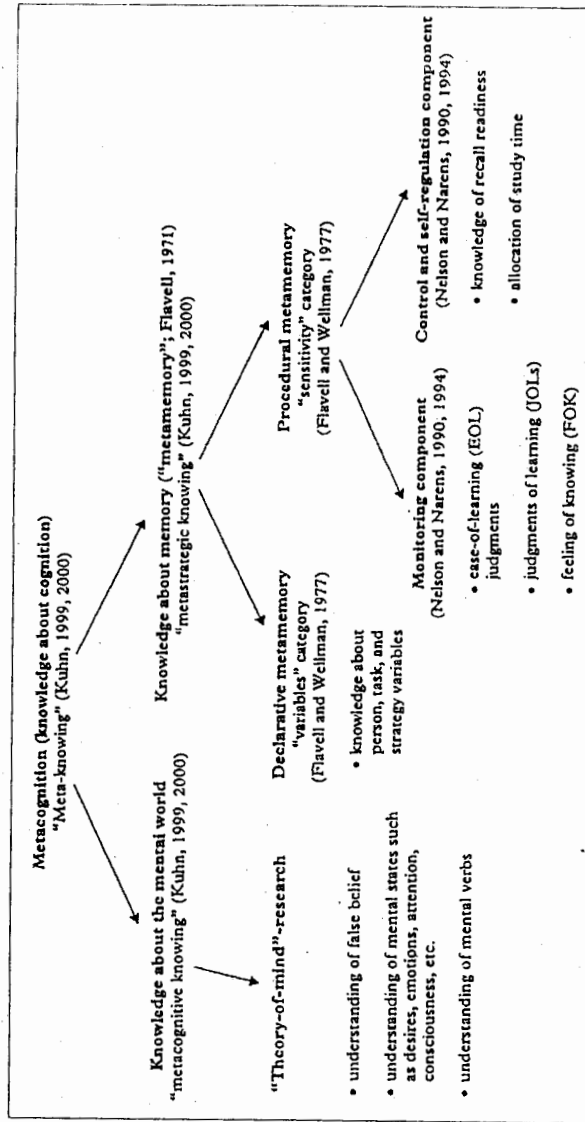 Metacognition (knowledge about cognition)
"Meta-knowing" (Kuhn, 1999, 2000)
Knowledge about the mental world
"metacognitive knowing" (Kuhn, 1999, 2000)
Knowledge about memory ("metamemory"; Flavell, 1971)
"metastrategic knowing" (Kuhn, 1999, 2000)
"Theory-of-mind"-research
• understanding of false belief
• understanding of mental states such
as desires, emotions, attention,
consciousness, etc.
• understanding of mental verbs
Declarative metamemory
"variables" category
(Flavell and Wellman, 1977)
• knowledge about
person, task, and
strategy variables
Procedural metamemory
"sensitivity" category
(Flavell and Wellman, 1977)
Monitoring component
(Nelson and Narens, 1990, 1994)
• ease-of-learning (EOL)
judgments
• judgments of learning (JOLs)
• feeling of knowing (FOK)
Control and self-regulation component
(Nelson and Narens, 1990, 1994)
• knowledge of recall readiness
• allocation of study time